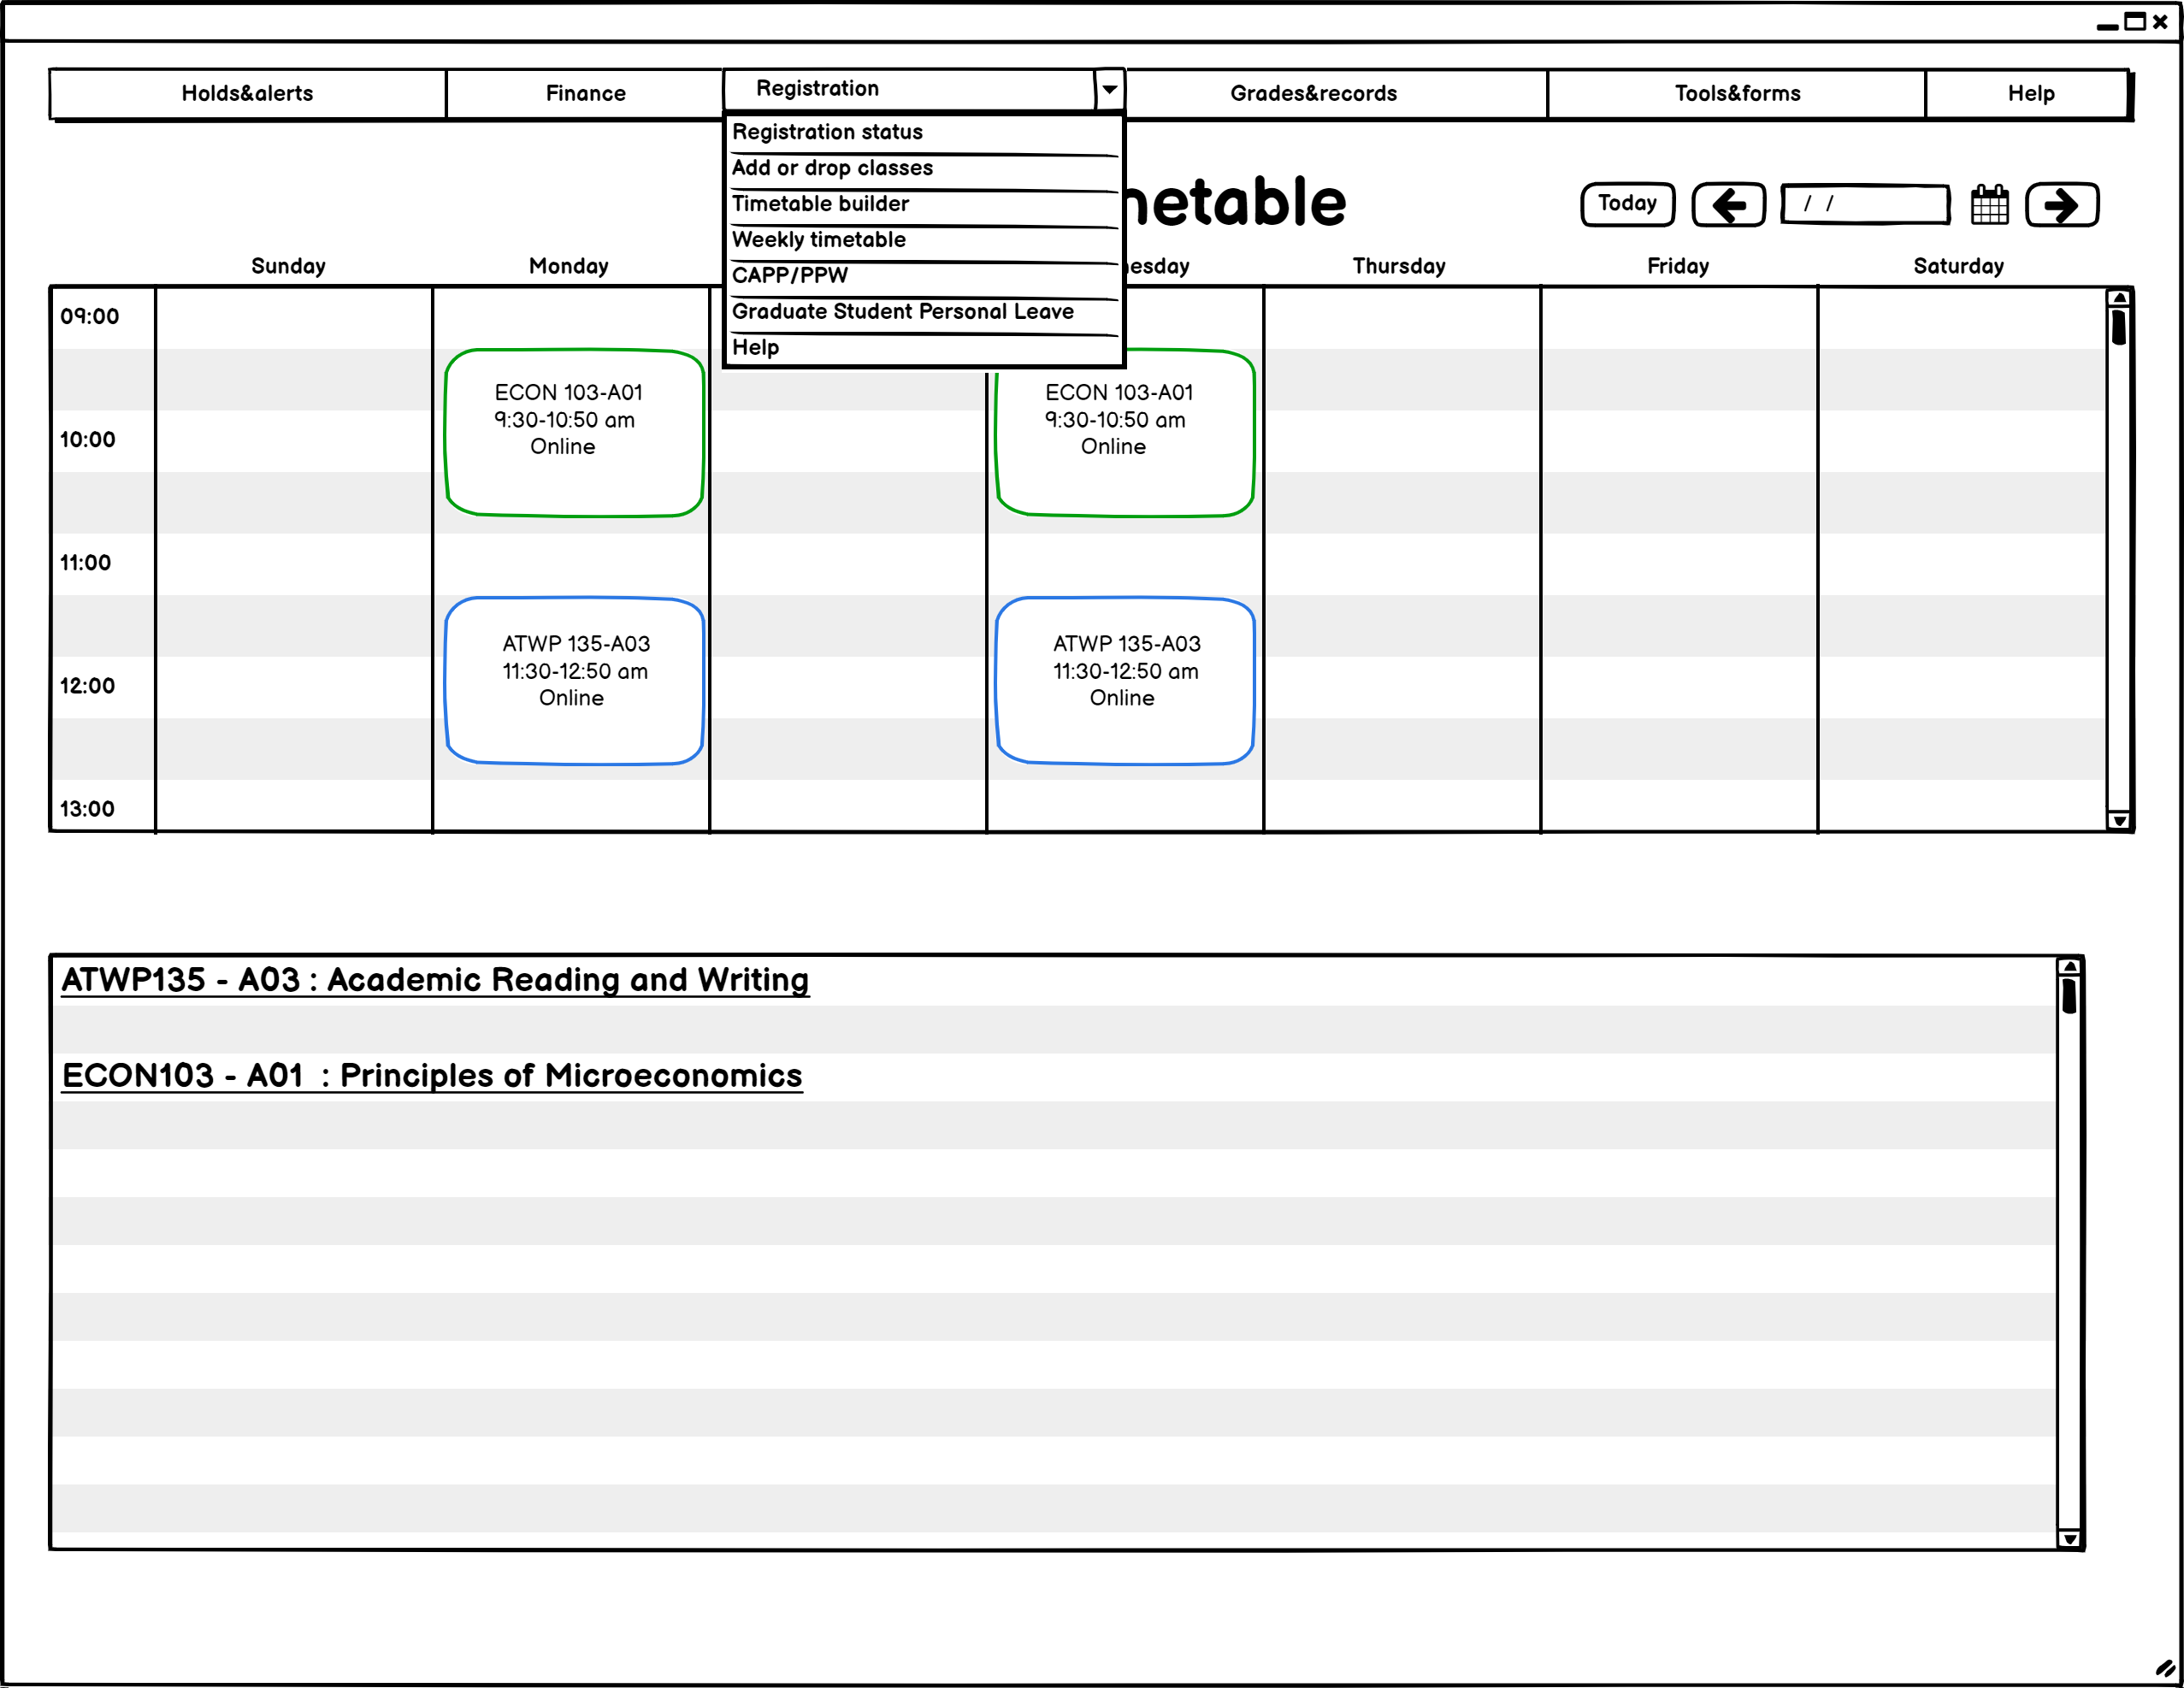 Holds&alerts
Finance
Registration
Grades&records
Tools&forms
Help
Registration status
Add or drop classes
Timetable builder
Weekly timetable
CAPP/PPW
Graduate Student Personal Leave
Help
netable
Today
/ /
Sunday
Monday
esday
Thursday
Friday
Saturday
09:00
10:00
11:00
12:00
13:00
ECON 103-A01
9:30-10:50 am
Online
ECON 103-A01
9:30-10:50 am
Online
ATWP 135-A03
11:30-12:50 am
Online
ATWP 135-A03
11:30-12:50 am
Online
ATWP135 - A03 : Academic Reading and Writing
ECON103 - A01 : Principles of Microeconomics